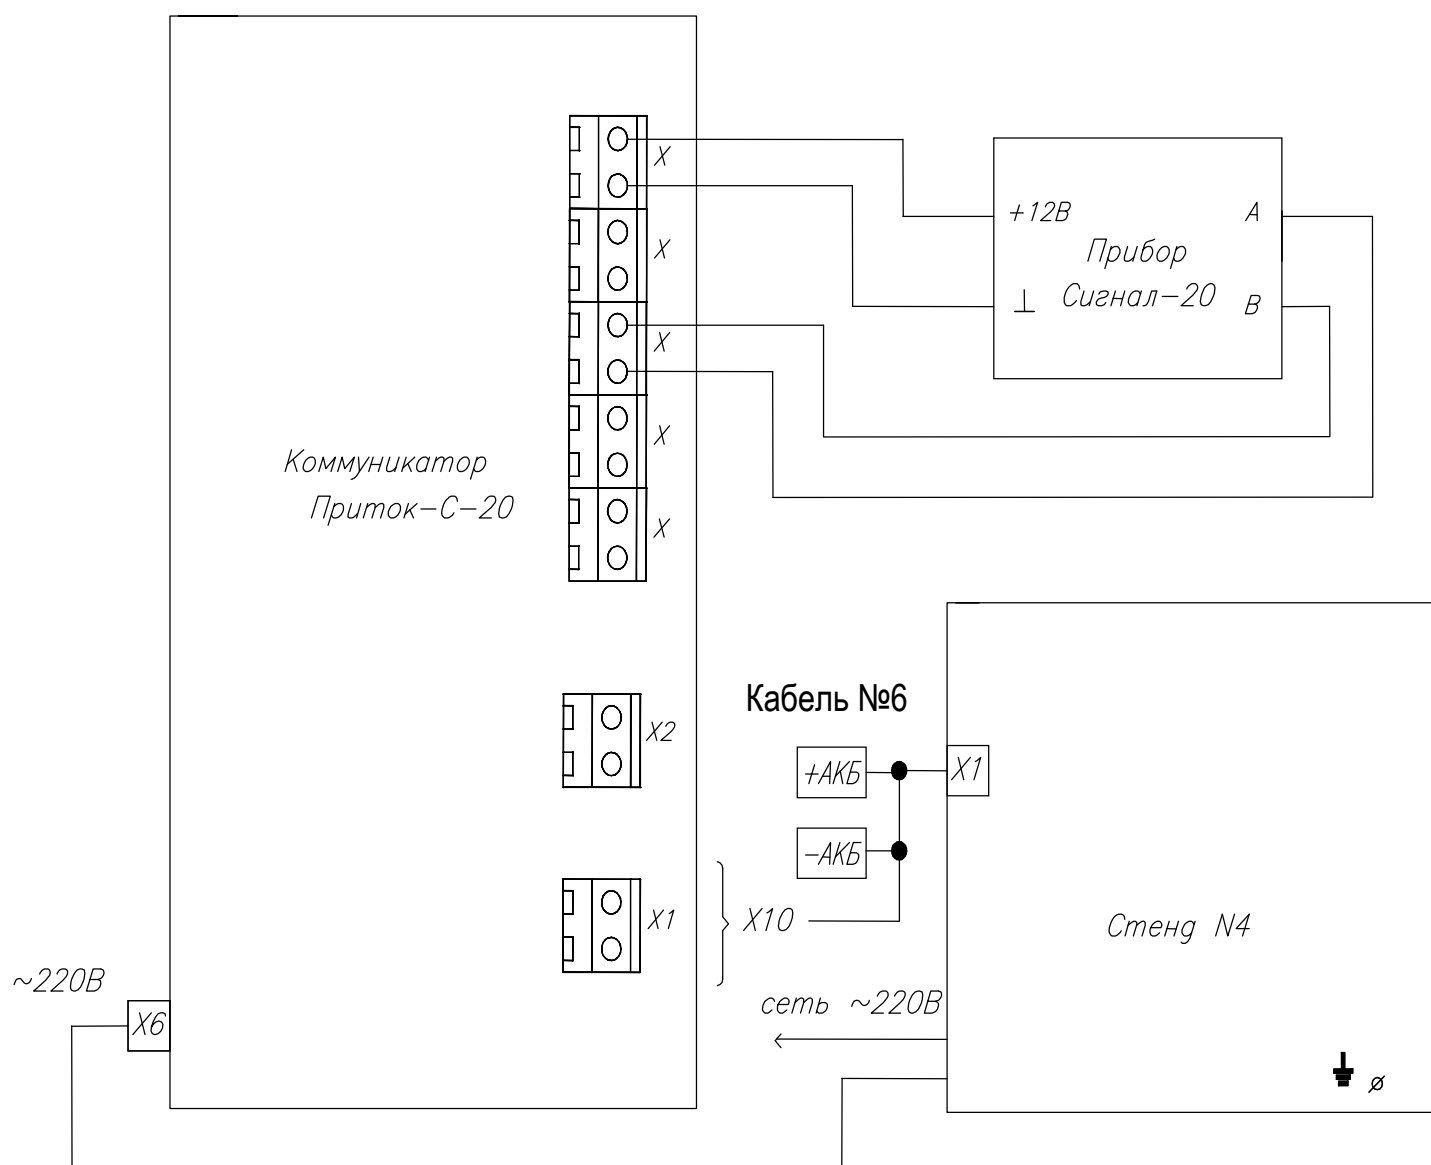 X
+12В
А
Прибор
X
Сигнал-20
⊥
В
X
X
Коммуникатор
Приток-С-20
X
Кабель №6
X2
+АКБ
X1
-АКБ
X1
X10
Стенд N4
~220В
сеть ~220В
X6